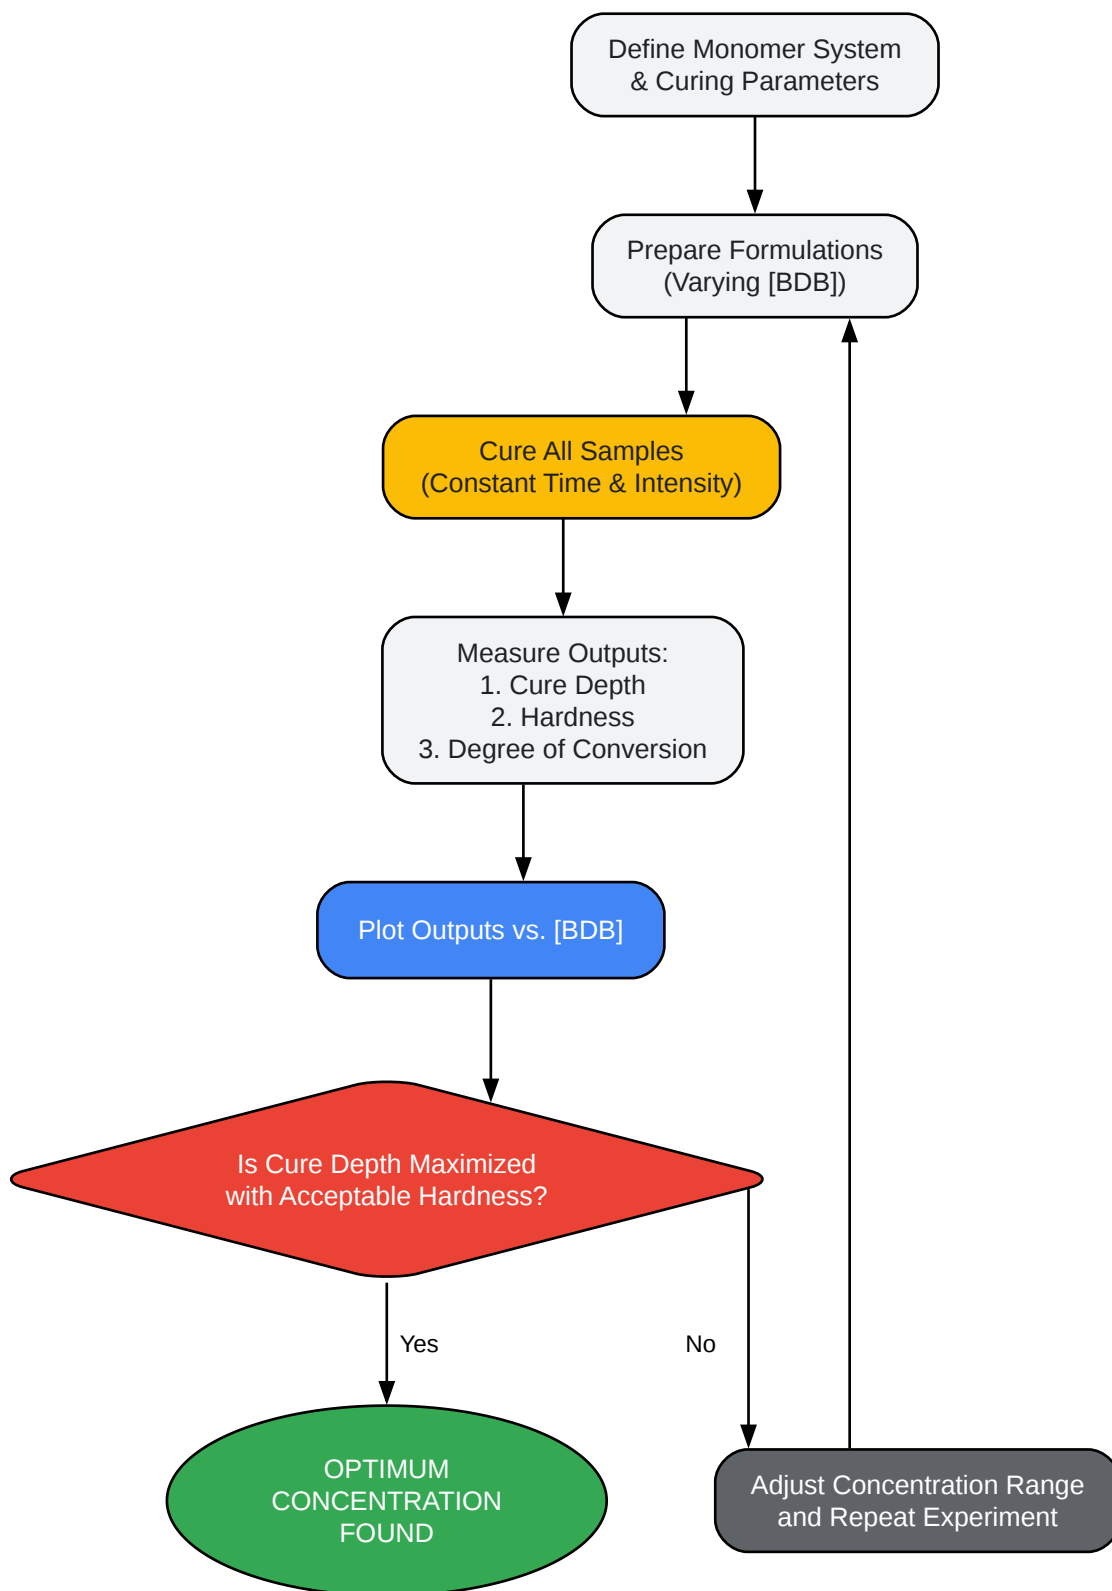 Define Monomer System
& Curing Parameters
Prepare Formulations
(Varying [BDB])
Cure All Samples
(Constant Time & Intensity)
Measure Outputs:
1. Cure Depth
2. Hardness
3. Degree of Conversion
Plot Outputs vs. [BDB]
Is Cure Depth Maximized
with Acceptable Hardness?
Yes
No
OPTIMUM
CONCENTRATION
FOUND
Adjust Concentration Range
and Repeat Experiment